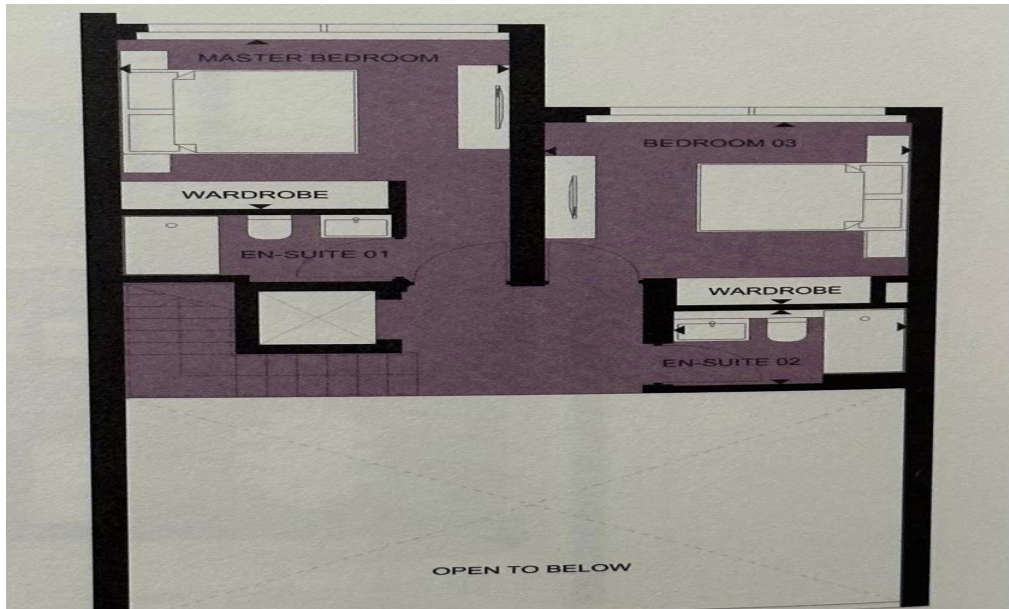 MASTER BEDROOM
BEDROOM 03
WARDROBE
EN-SUITE 01
WARDROBE
EN-SUITE 02
OPEN TO BELOW